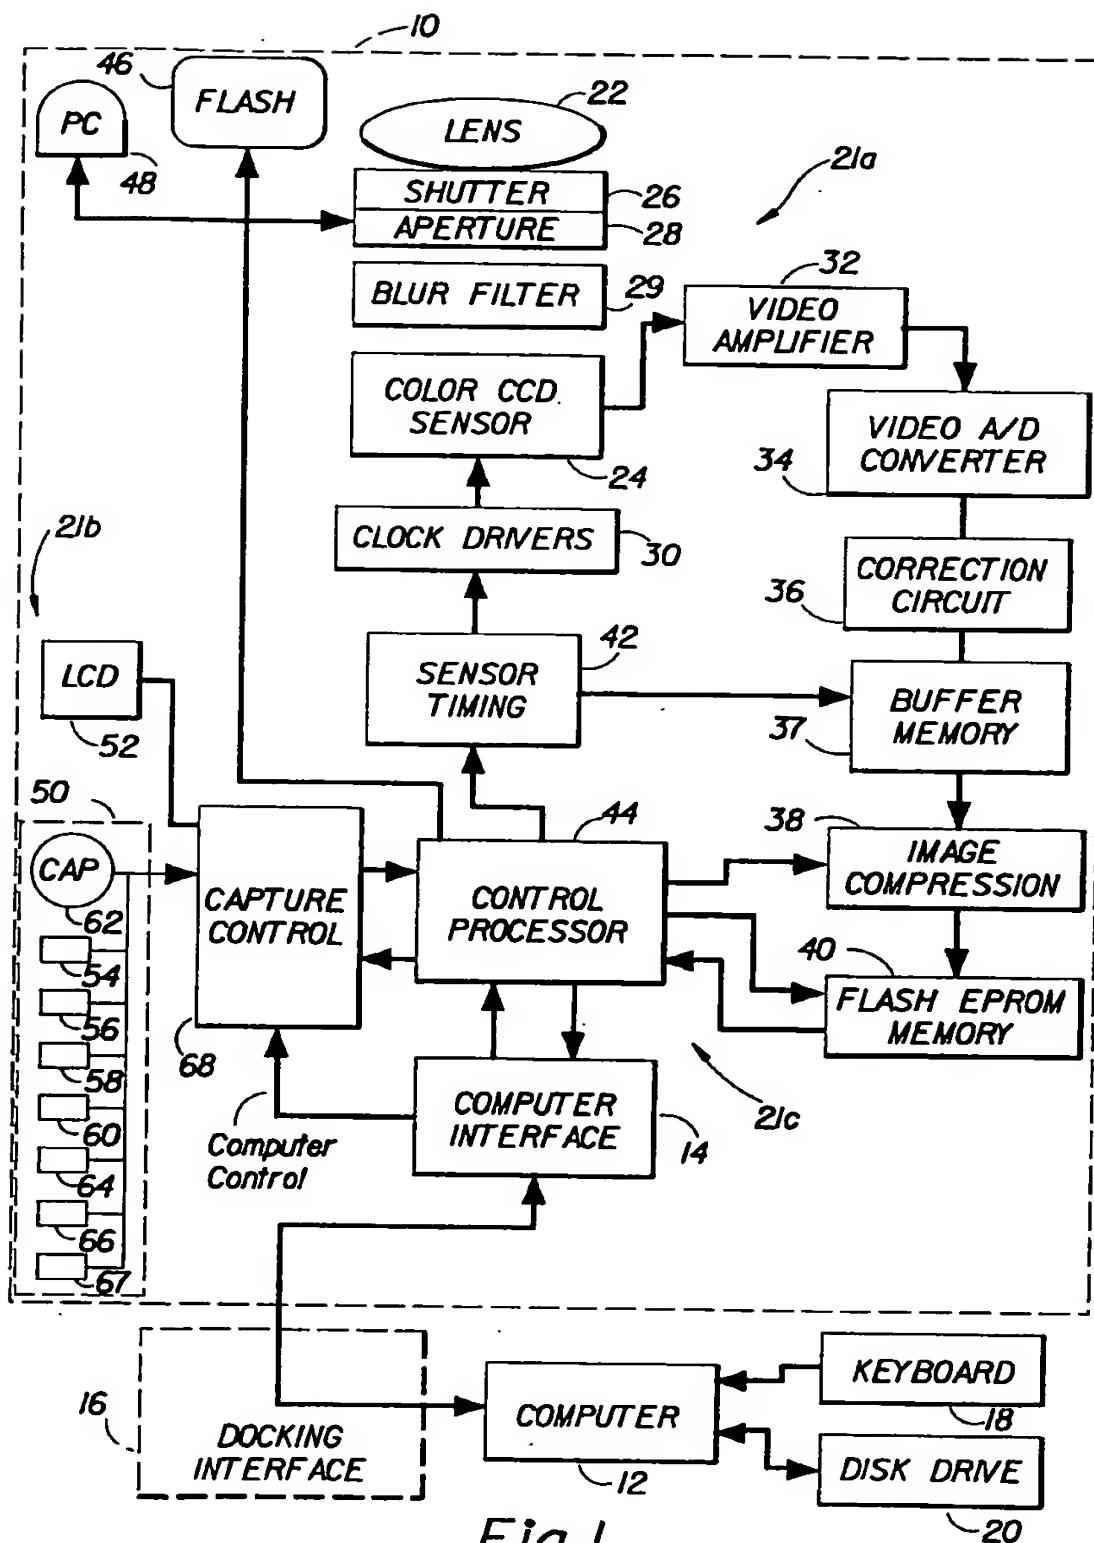 10
46
FLASH
PC
48
22
LENS
SHUTTER
26
APERTURE
28
21a
BLUR FILTER
29
32
VIDEO
AMPLIFIER
COLOR CCD
SENSOR
24
VIDEO A/D
CONVERTER
34
21b
CLOCK DRIVERS
30
CORRECTION
CIRCUIT
36
LCD
52
SENSOR
TIMING
42
BUFFER
MEMORY
37
50
CAP
62
54
56
58
60
64
66
67
CAPTURE
CONTROL
68
44
CONTROL
PROCESSOR
38
IMAGE
COMPRESSION
40
FLASH EPROM
MEMORY
21c
Computer
Control
COMPUTER
INTERFACE
14
16
DOCKING
INTERFACE
COMPUTER
12
KEYBOARD
18
DISK DRIVE
20
Fig.1